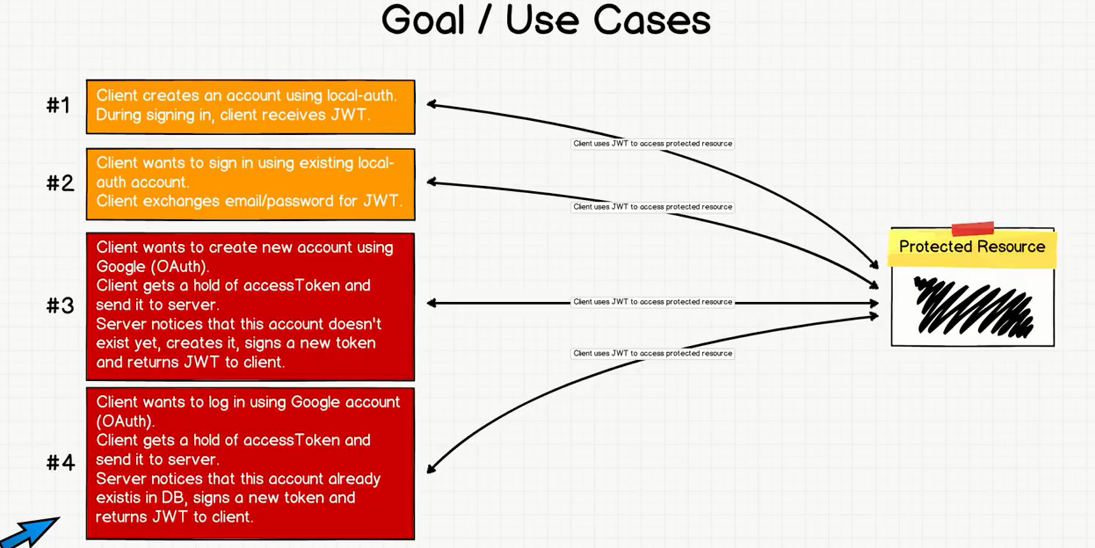 Goal / Use Cases
#1
Client creates an account using local-auth.
During signing in, client receives JWT.
Client uses JWT to access protected resource
#2
Client wants to sign in using existing local-
auth account.
Client exchanges email/password for JWT.
Client uses JWT to access protected resource
Protected Resource
#3
Client wants to create new account using
Google (OAuth).
Client gets a hold of accessToken and
send it to server.
Server notices that this account doesn't
exist yet, creates it, signs a new token
and returns JWT to client.
Client uses JWT to access protected resource
Client uses JWT to access protected resource
#4
Client wants to log in using Google account
(OAuth).
Client gets a hold of accessToken and
send it to server.
Server notices that this account already
existis in DB, signs a new token and
returns JWT to client.